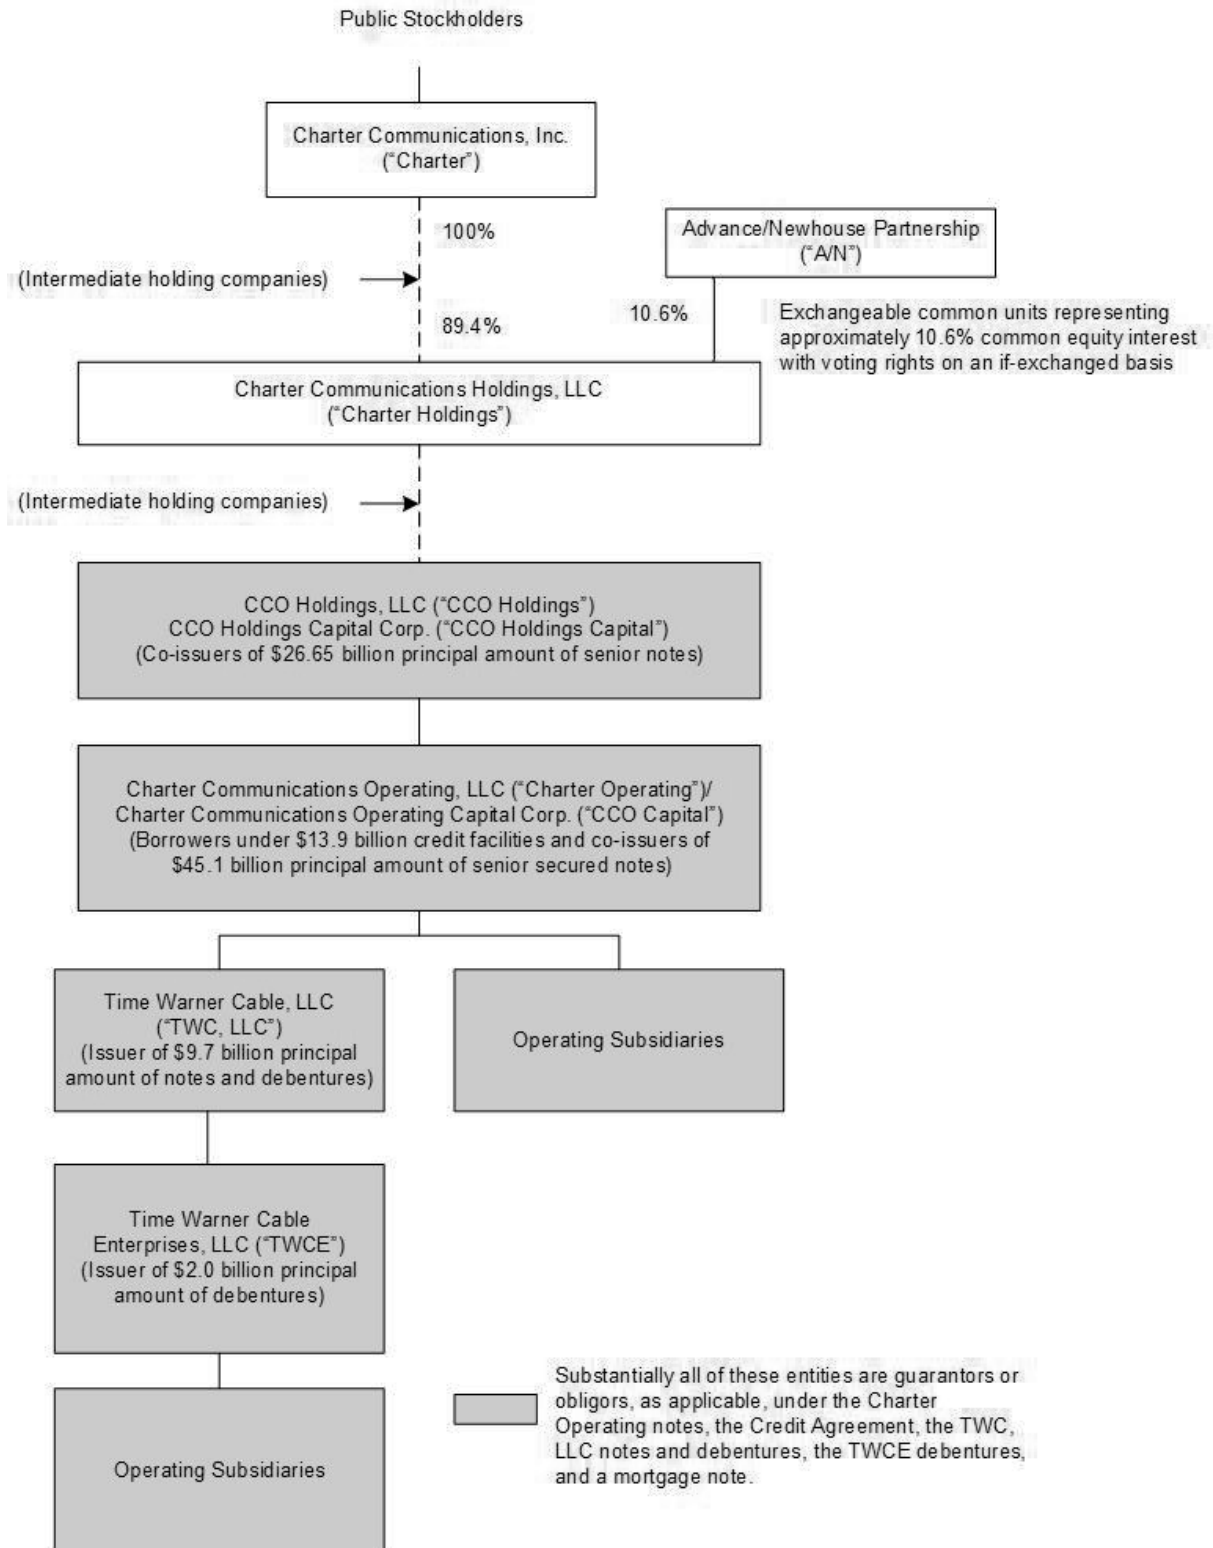 Public Stockholders
Charter Communications, Inc.
(“Charter”)
100%
Advance/Newhouse Partnership
(“A/N”)
(Intermediate holding companies)
89.4%
10.6%
Exchangeable common units representing
approximately 10.6% common equity interest
with voting rights on an if-exchanged basis
Charter Communications Holdings, LLC
(“Charter Holdings”)
(Intermediate holding companies)
CCO Holdings, LLC (“CCO Holdings”)
CCO Holdings Capital Corp. (“CCO Holdings Capital”)
(Co-issuers of $26.65 billion principal amount of senior notes)
Charter Communications Operating, LLC (“Charter Operating”)/
Charter Communications Operating Capital Corp. (“CCO Capital”)
(Borrowers under $13.9 billion credit facilities and co-issuers of
$45.1 billion principal amount of senior secured notes)
Time Warner Cable, LLC
(“TWC, LLC”)
(Issuer of $9.7 billion principal
amount of notes and debentures)
Operating Subsidiaries
Time Warner Cable
Enterprises, LLC (“TWCE”)
(Issuer of $2.0 billion principal
amount of debentures)
Substantially all of these entities are guarantors or
obligors, as applicable, under the Charter
Operating notes, the Credit Agreement, the TWC,
LLC notes and debentures, the TWCE debentures,
and a mortgage note.
Operating Subsidiaries